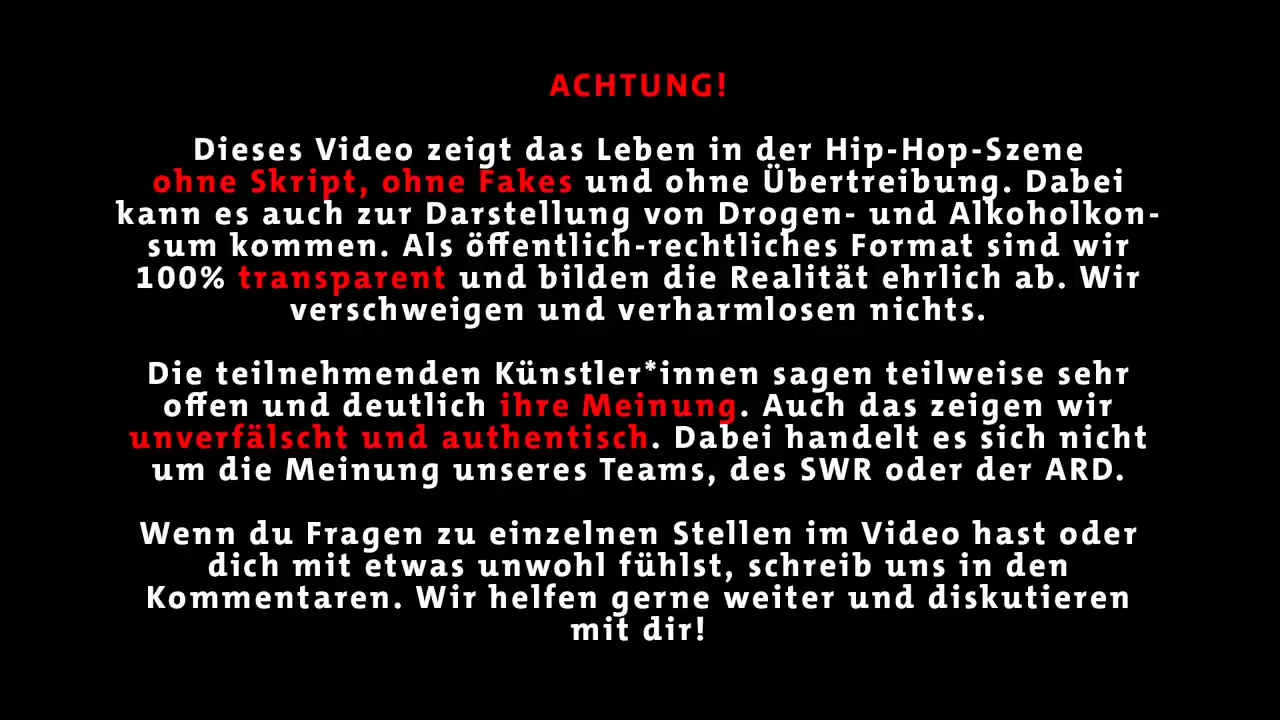 ACHTUNG!
Dieses Video zeigt das Leben in der Hip-Hop-Szene
ohne Skript, ohne Fakes und ohne Übertreibung. Dabei
kann es auch zur Darstellung von Drogen- und Alkoholkon-
sum kommen. Als öffentlich-rechtliches Format sind wir
100% transparent und bilden die Realität ehrlich ab. Wir
verschweigen und verharmlosen nichts.
Die teilnehmenden Künstler*innen sagen teilweise sehr
offen und deutlich ihre Meinung. Auch das zeigen wir
unverfälscht und authentisch. Dabei handelt es sich nicht
um die Meinung unseres Teams, des SWR oder der ARD.
Wenn du Fragen zu einzelnen Stellen im Video hast oder
dich mit etwas unwohl fühlst, schreib uns in den
Kommentaren. Wir helfen gerne weiter und diskutieren
mit dir!